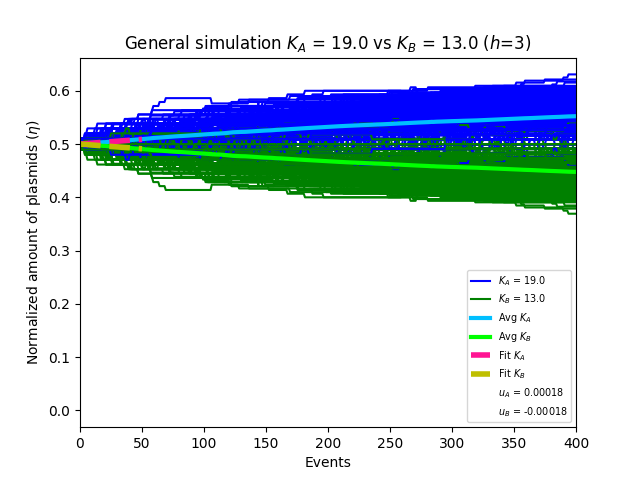 General simulation K_A = 19.0 vs K_B = 13.0 (h=3)
Normalized amount of plasmids (η)
0.6
0.5
0.4
0.3
0.2
0.1
0.0
K_A = 19.0
K_B = 13.0
Avg K_A
Avg K_B
Fit K_A
Fit K_B
u_A = 0.00018
u_B = -0.00018
0 50 100 150 200 250 300 350 400
Events